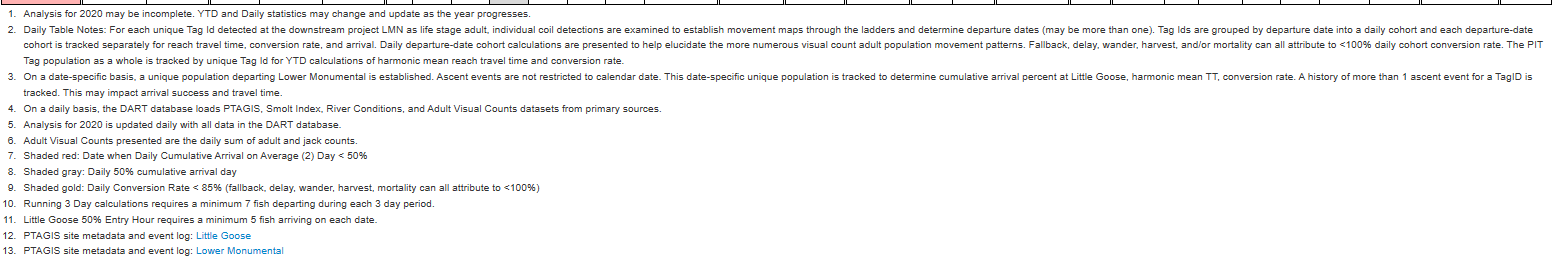 1. Analysis for 2020 may be incomplete. YTD and Daily statistics may change and update as the year progresses.
2. Daily Table Notes: For each unique Tag Id detected at the downstream project LMN as life stage adult, individual coil detections are examined to establish movement maps through the ladders and determine departure dates (may be more than one). Tag Ids are grouped by departure date into a daily cohort and each departure-date
cohort is tracked separately for reach travel time, conversion rate, and arrival. Daily departure-date cohort calculations are presented to help elucidate the more numerous visual count adult population movement patterns. Fallback, delay, wander, harvest, and/or mortality can all attribute to <100% daily cohort conversion rate. The PIT
Tag population as a whole is tracked by unique Tag Id for YTD calculations of harmonic mean reach travel time and conversion rate.
3. On a date-specific basis, a unique population departing Lower Monumental is established. Ascent events are not restricted to calendar date. This date-specific unique population is tracked to determine cumulative arrival percent at Little Goose, harmonic mean TT, conversion rate. A history of more than 1 ascent event for a TagID is
tracked. This may impact arrival success and travel time.
4. On a daily basis, the DART database loads PTAGIS, Smolt Index, River Conditions, and Adult Visual Counts datasets from primary sources.
5. Analysis for 2020 is updated daily with all data in the DART database.
6. Adult Visual Counts presented are the daily sum of adult and jack counts.
7. Shaded red: Date when Daily Cumulative Arrival on Average (2) Day < 50%
8. Shaded gray: Daily 50% cumulative arrival day
9. Shaded gold: Daily Conversion Rate < 85% (fallback, delay, wander, harvest, mortality can all attribute to <100%)
10. Running 3 Day calculations requires a minimum 7 fish departing during each 3 day period.
11. Little Goose 50% Entry Hour requires a minimum 5 fish arriving on each date.
12. PTAGIS site metadata and event log: Little Goose
13. PTAGIS site metadata and event log: Lower Monumental